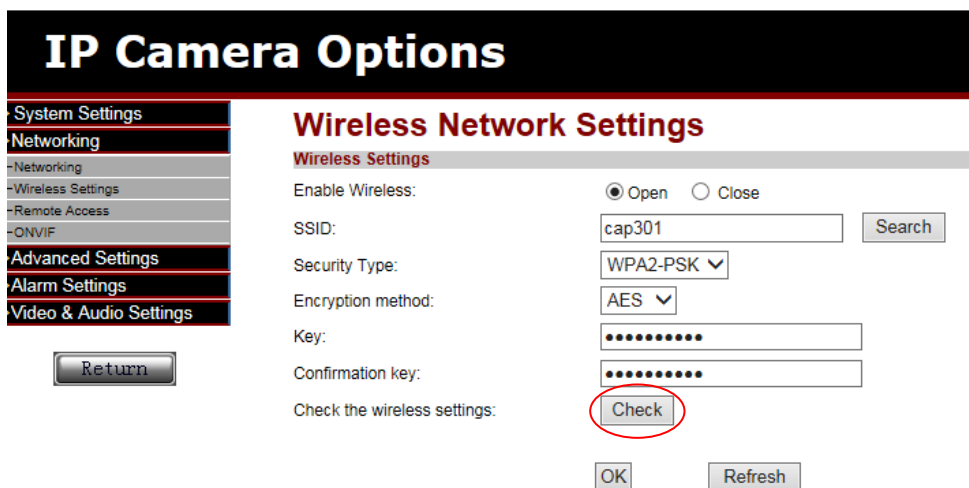 IP Camera Options
System Settings
Networking
-Networking
-Wireless Settings
-Remote Access
-ONVIF
Advanced Settings
Alarm Settings
Video & Audio Settings
Return
Wireless Network Settings
Wireless Settings
Enable Wireless: Open Close
SSID: cap301 Search
Security Type: WPA2-PSK
Encryption method: AES
Key: ●●●●●●●●●●
Confirmation key: ●●●●●●●●●●
Check the wireless settings: Check
OK Refresh